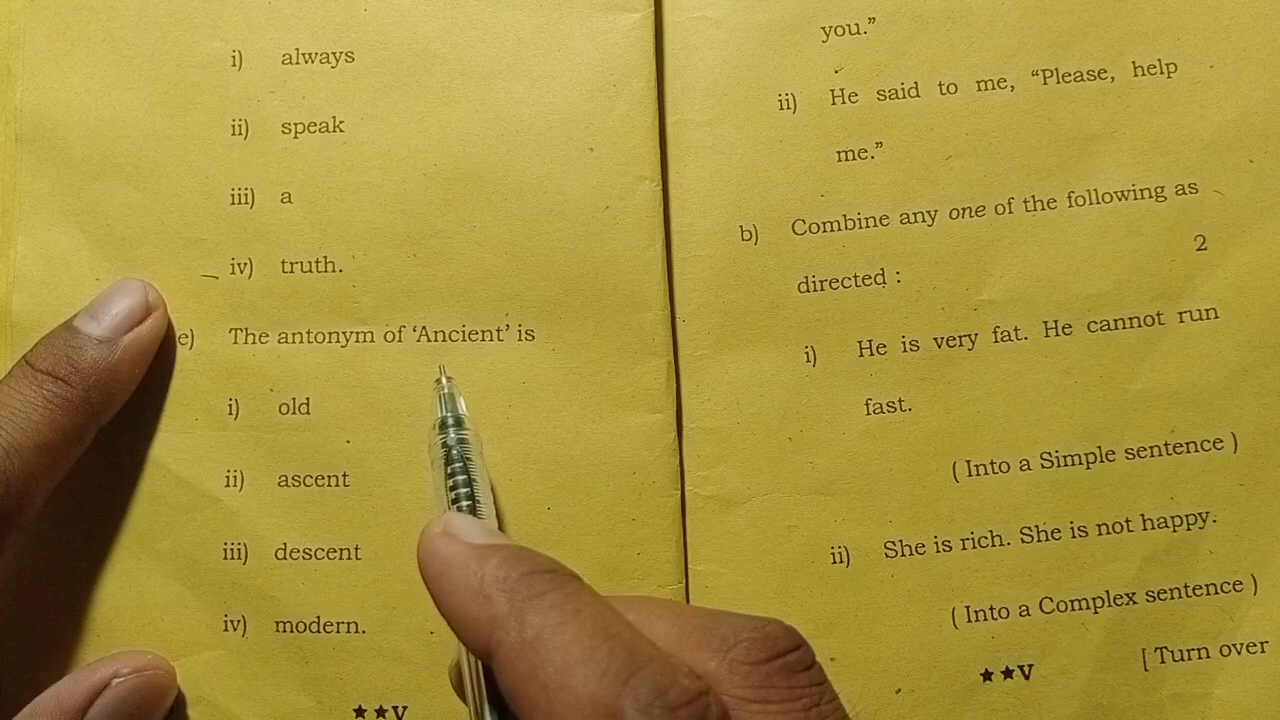 i) always
ii) speak
iii) a
iv) truth.
e) The antonym of ‘Ancient’ is
i) old
ii) ascent
iii) descent
iv) modern.
★★V
you.”
ii) He said to me, “Please, help
me.”
b) Combine any one of the following as
directed : 2
i) He is very fat. He cannot run
fast.
( Into a Simple sentence )
ii) She is rich. She is not happy.
( Into a Complex sentence )
★★V [ Turn over